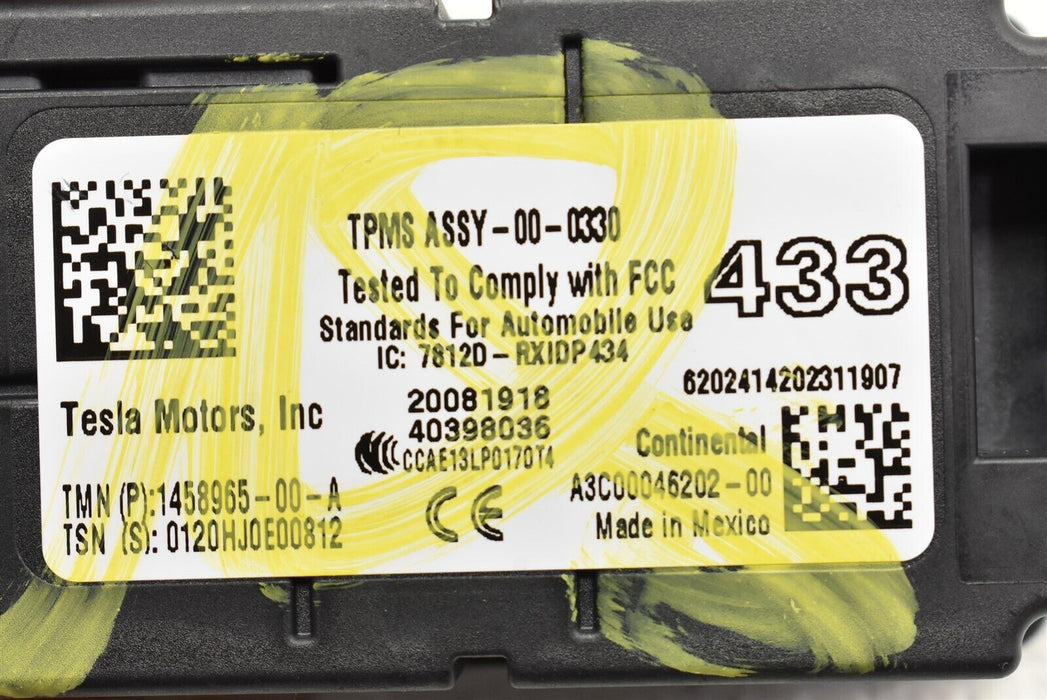 TPMS ASSY-00-0330
Tested To Comply with FCC
Standards For Automobile Use
IC: 7812D-RXIDP434
433
20081918
40398036
CCAE13LP0170T4
Tesla Motors, Inc
TMN (P):1458965-00-A
TSN (S): 0120HJ0E00812
CE
6202414202311907
Continental
A3C00046202-00
Made in Mexico